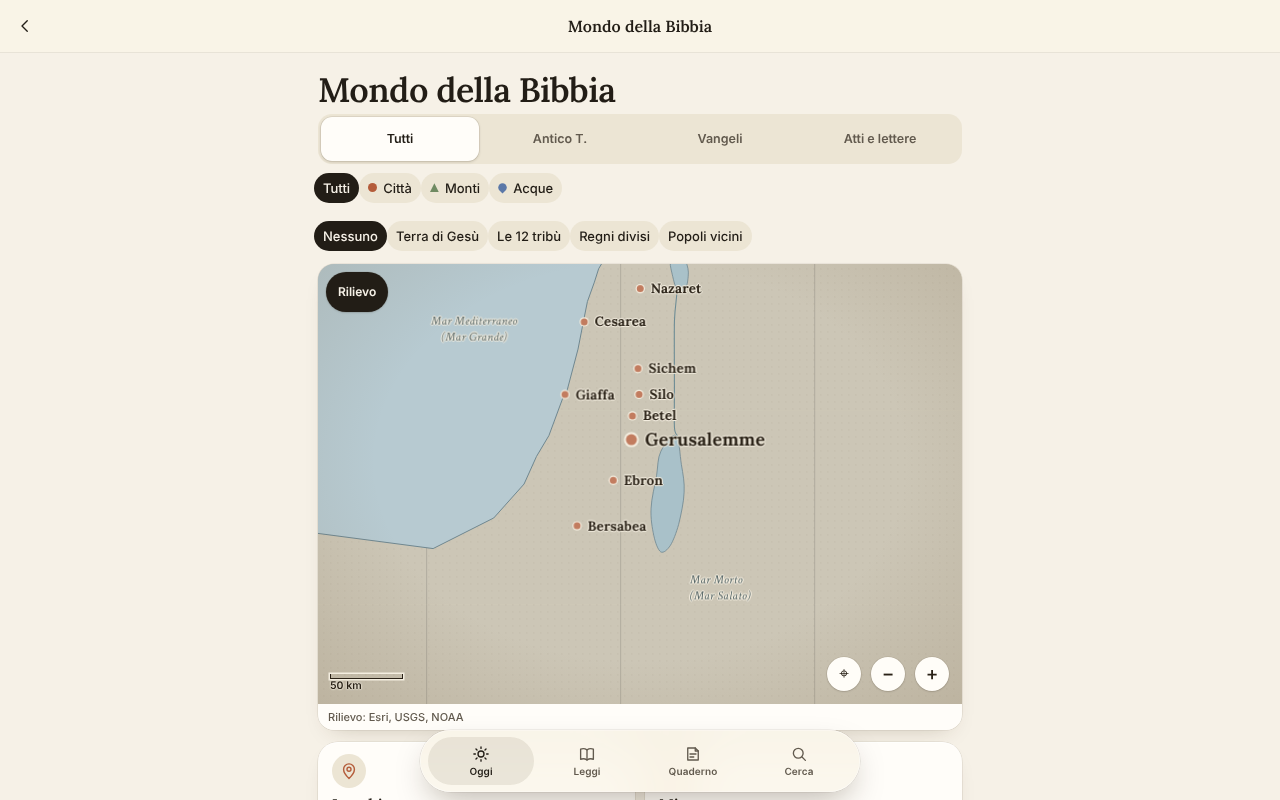 Mondo della Bibbia
Mondo della Bibbia
Tutti Antico T. Vangeli Atti e lettere
Tutti Città Monti Acque
Nessuno Terra di Gesù Le 12 tribù Regni divisi Popoli vicini
Rilievo
Nazaret
Mar Mediterraneo
(Mar Grande)
Cesarea
Sichem
Giaffa
Silo
Betel
Gerusalemme
Ebron
Bersabea
Mar Morto
(Mar Salato)
50 km
Rilievo: Esri, USGS, NOAA
Oggi Leggi Quaderno Cerca